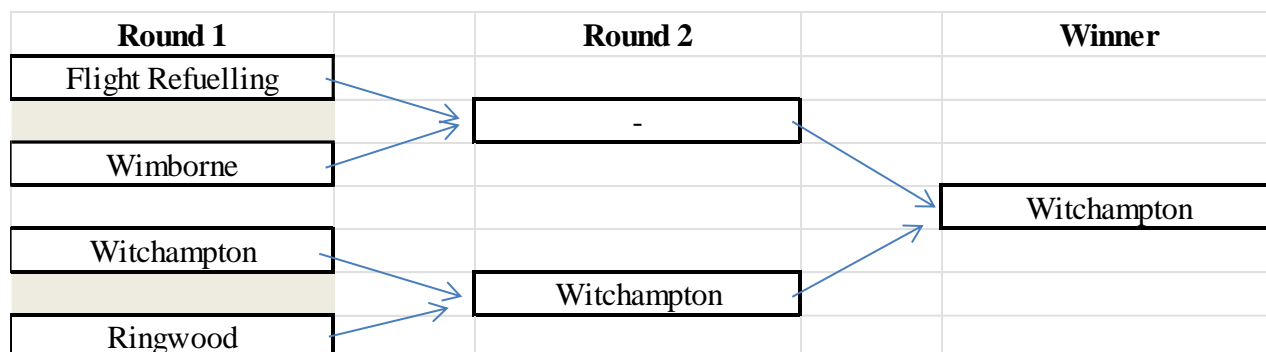 Round 1 Round 2 Winner
Flight Refuelling
-
Wimborne
Witchampton
Witchampton
Witchampton
Ringwood